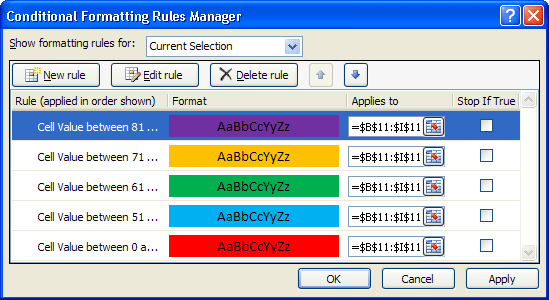 Conditional Formatting Rules Manager
Show formatting rules for: Current Selection
New rule Edit rule Delete rule
Rule (applied in order shown) Format Applies to Stop If True
Cell Value between 81 ... AaBbCcYyZz =$B$11:$I$11
Cell Value between 71 ... AaBbCcYyZz =$B$11:$I$11
Cell Value between 61 ... AaBbCcYyZz =$B$11:$I$11
Cell Value between 51 ... AaBbCcYyZz =$B$11:$I$11
Cell Value between 0 a... AaBbCcYyZz =$B$11:$I$11
OK Cancel Apply